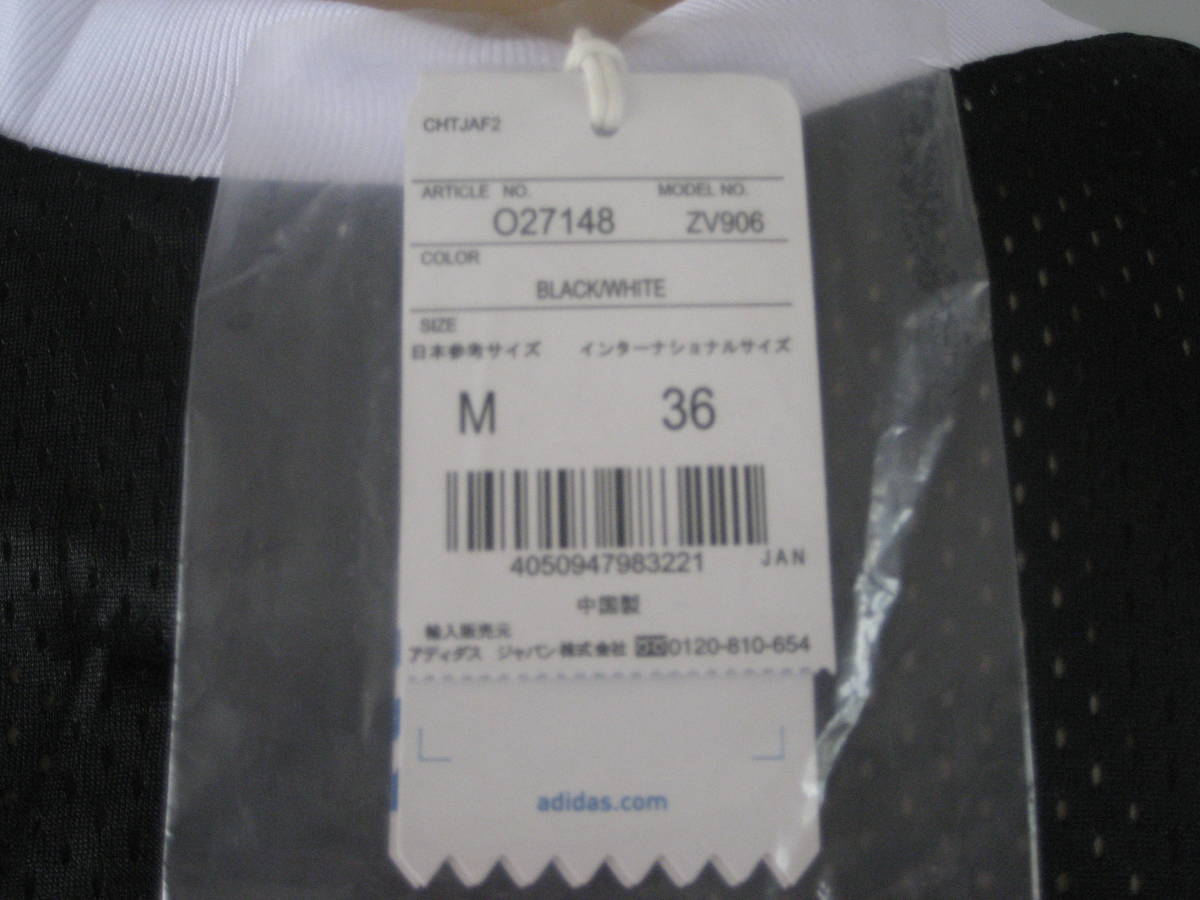 CHTJAF2
ARTICLE NO. MODEL NO.
O27148 ZV906
COLOR
BLACK/WHITE
SIZE
日本参考サイズ インターナショナルサイズ
M 36
4050947983221 JAN
中国製
輸入販売元
アディダス ジャパン株式会社 0120-810-654
adidas.com